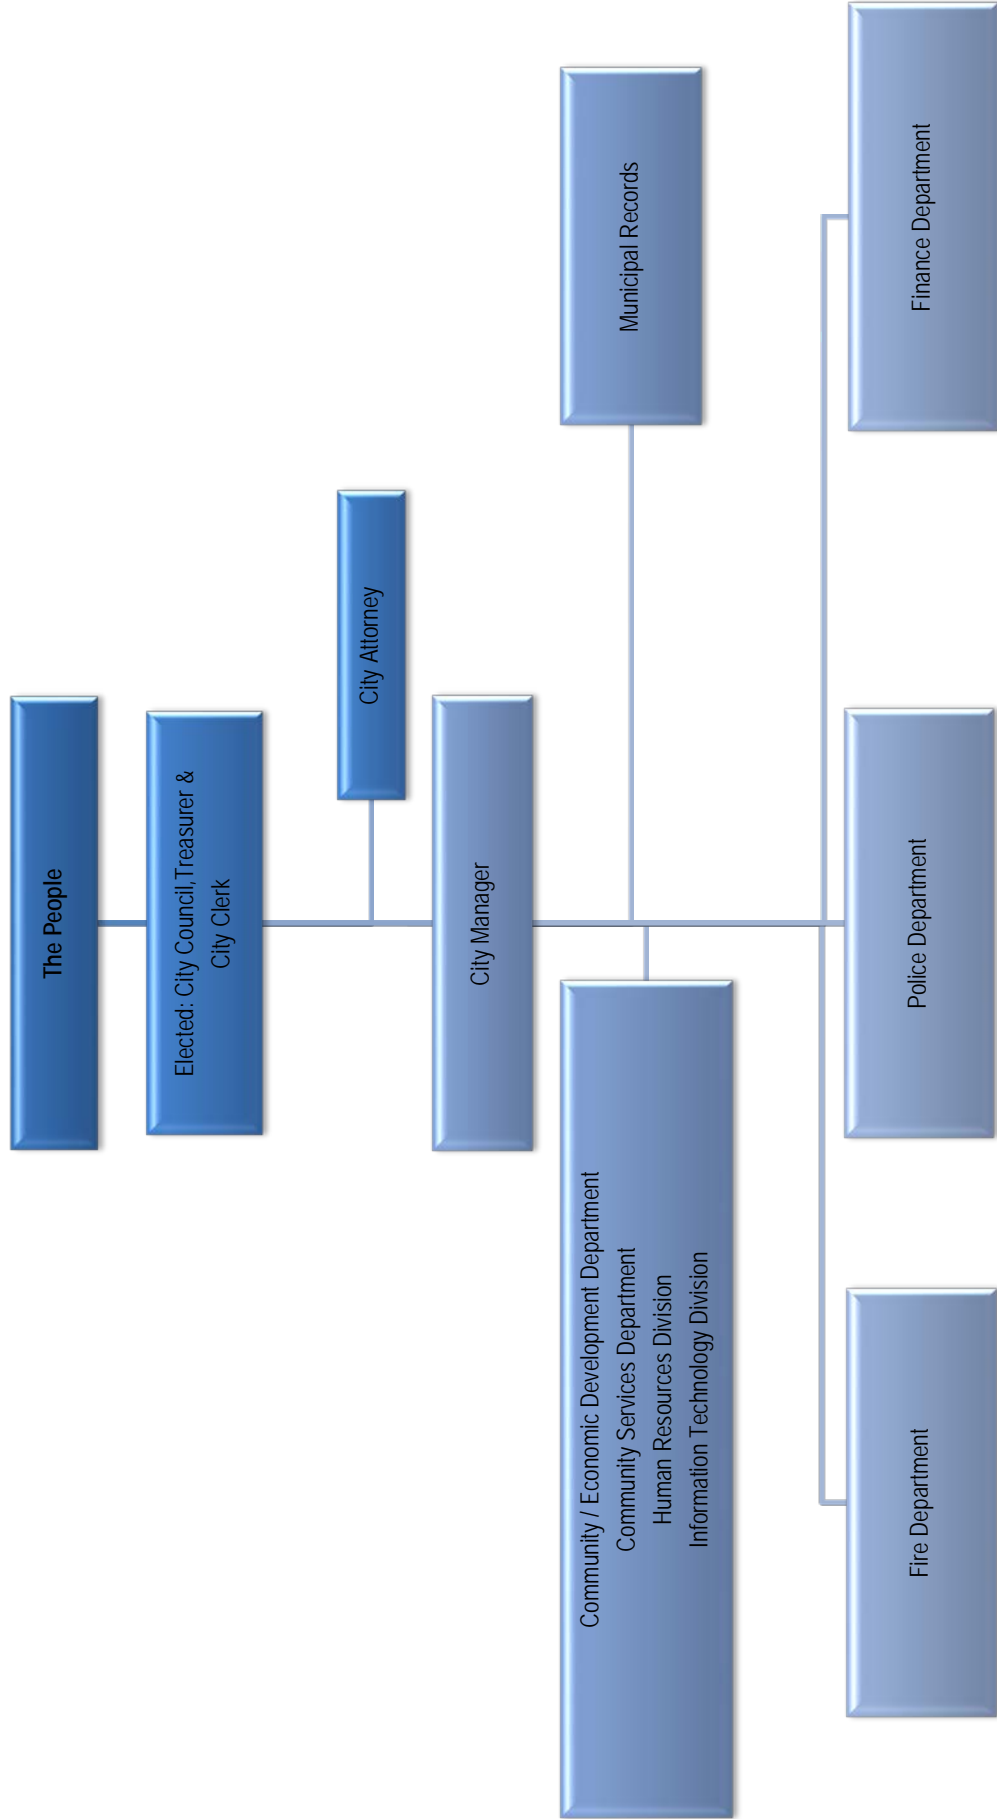 The People
Elected: City Council,Treasurer &
City Clerk
City Attorney
City Manager
Community / Economic Development Department
Community Services Department
Human Resources Division
Information Technology Division
Municipal Records
Fire Department
Police Department
Finance Department